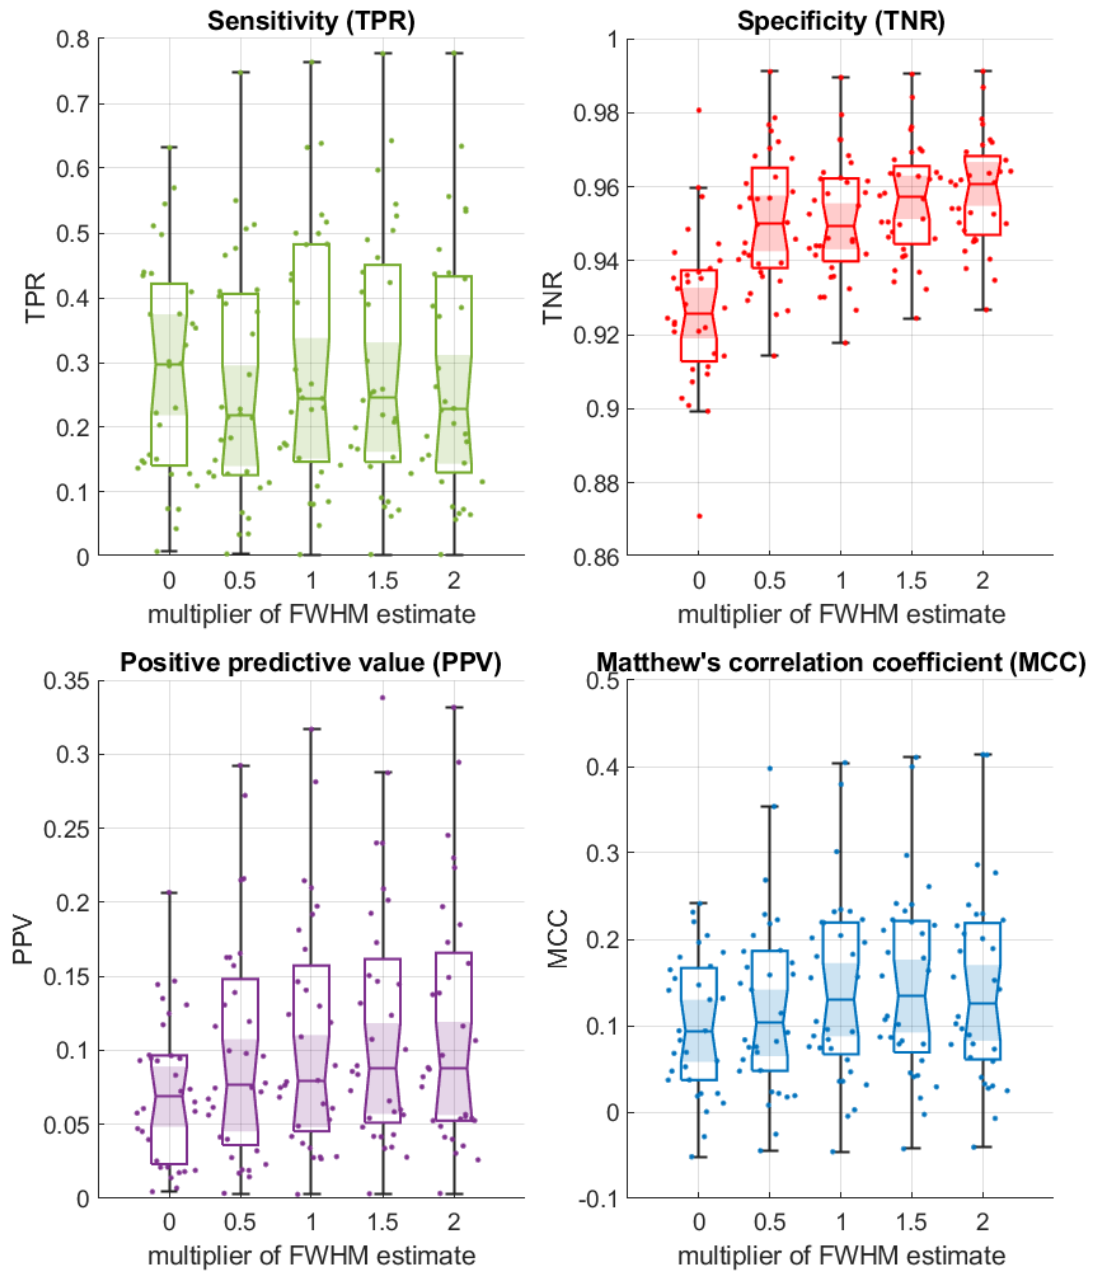 Sensitivity (TPR)
0.8
0.7
0.6
0.5
0.4
0.3
0.2
0.1
0
TPR
0 0.5 1 1.5 2
multiplier of FWHM estimate
Specificity (TNR)
1
0.98
0.96
0.94
0.92
0.9
0.88
0.86
TNR
0 0.5 1 1.5 2
multiplier of FWHM estimate
Positive predictive value (PPV)
0.35
0.3
0.25
0.2
0.15
0.1
0.05
0
PPV
0 0.5 1 1.5 2
multiplier of FWHM estimate
Matthew's correlation coefficient (MCC)
0.5
0.4
0.3
0.2
0.1
0
-0.1
MCC
0 0.5 1 1.5 2
multiplier of FWHM estimate